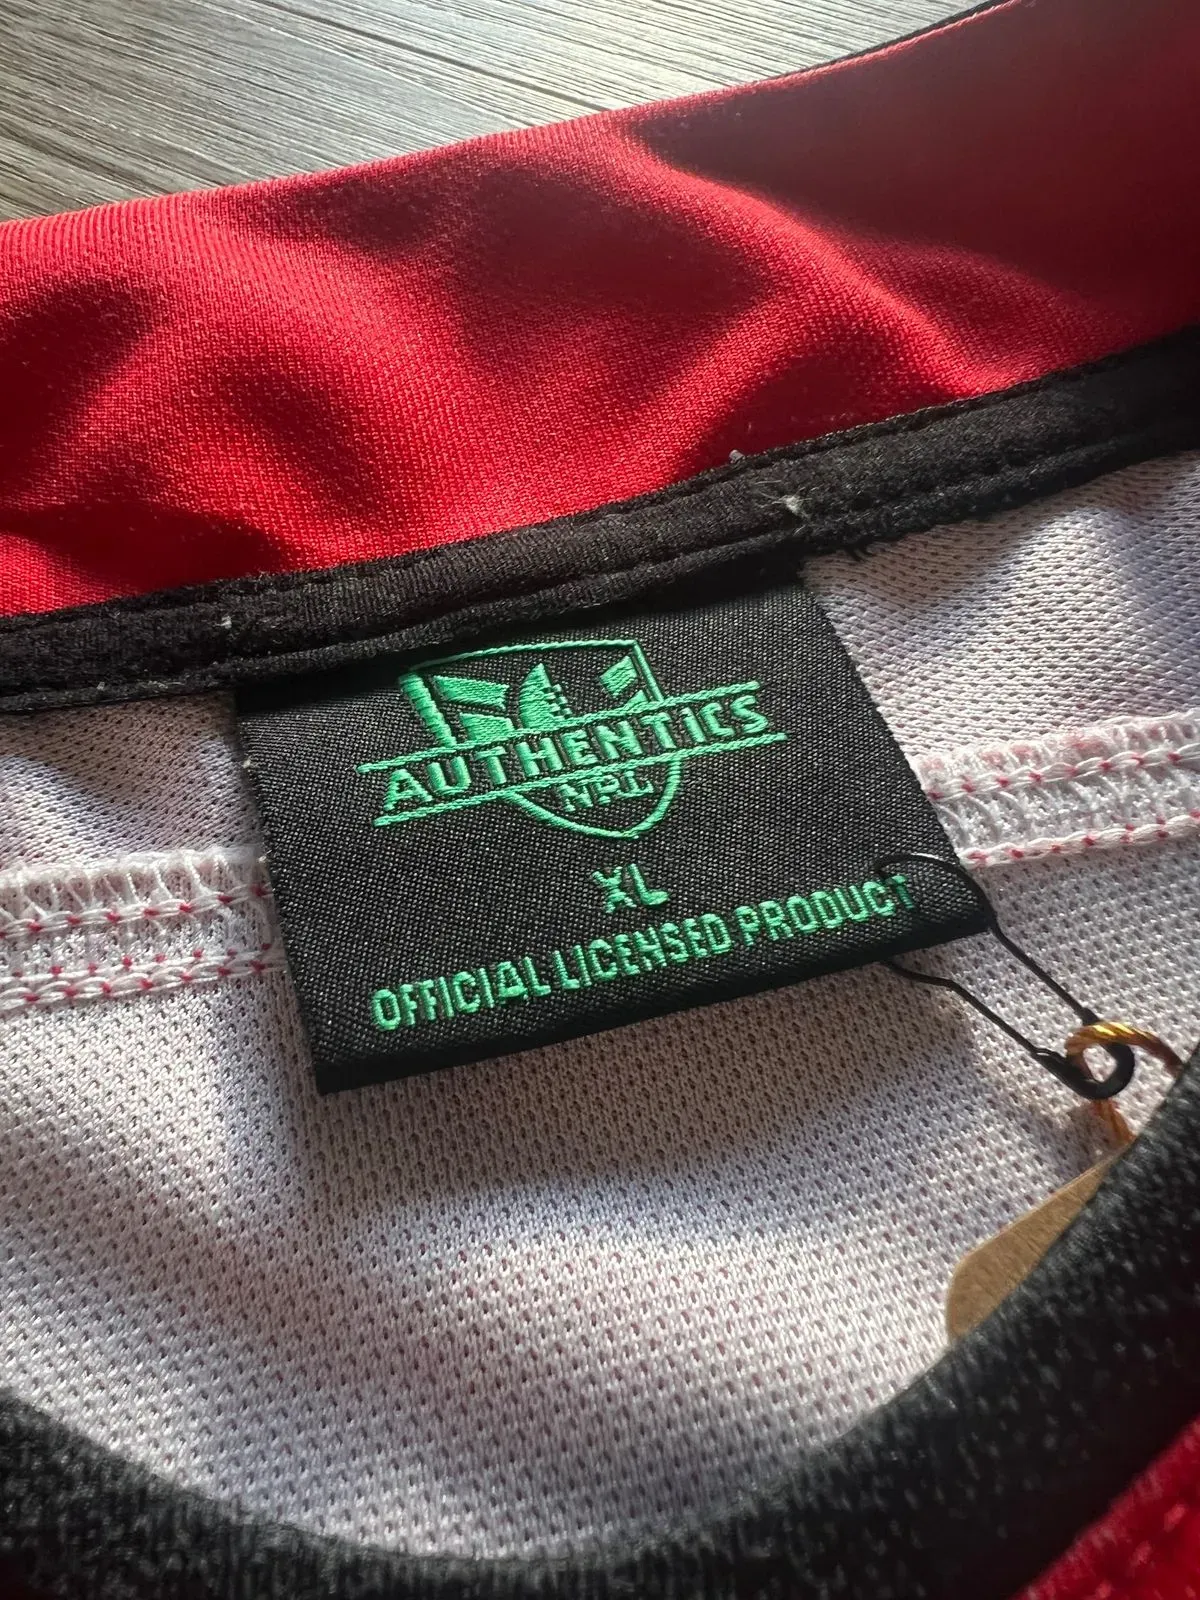 AUTHENTICS
NRL
XL
OFFICIAL LICENSED PRODUCT